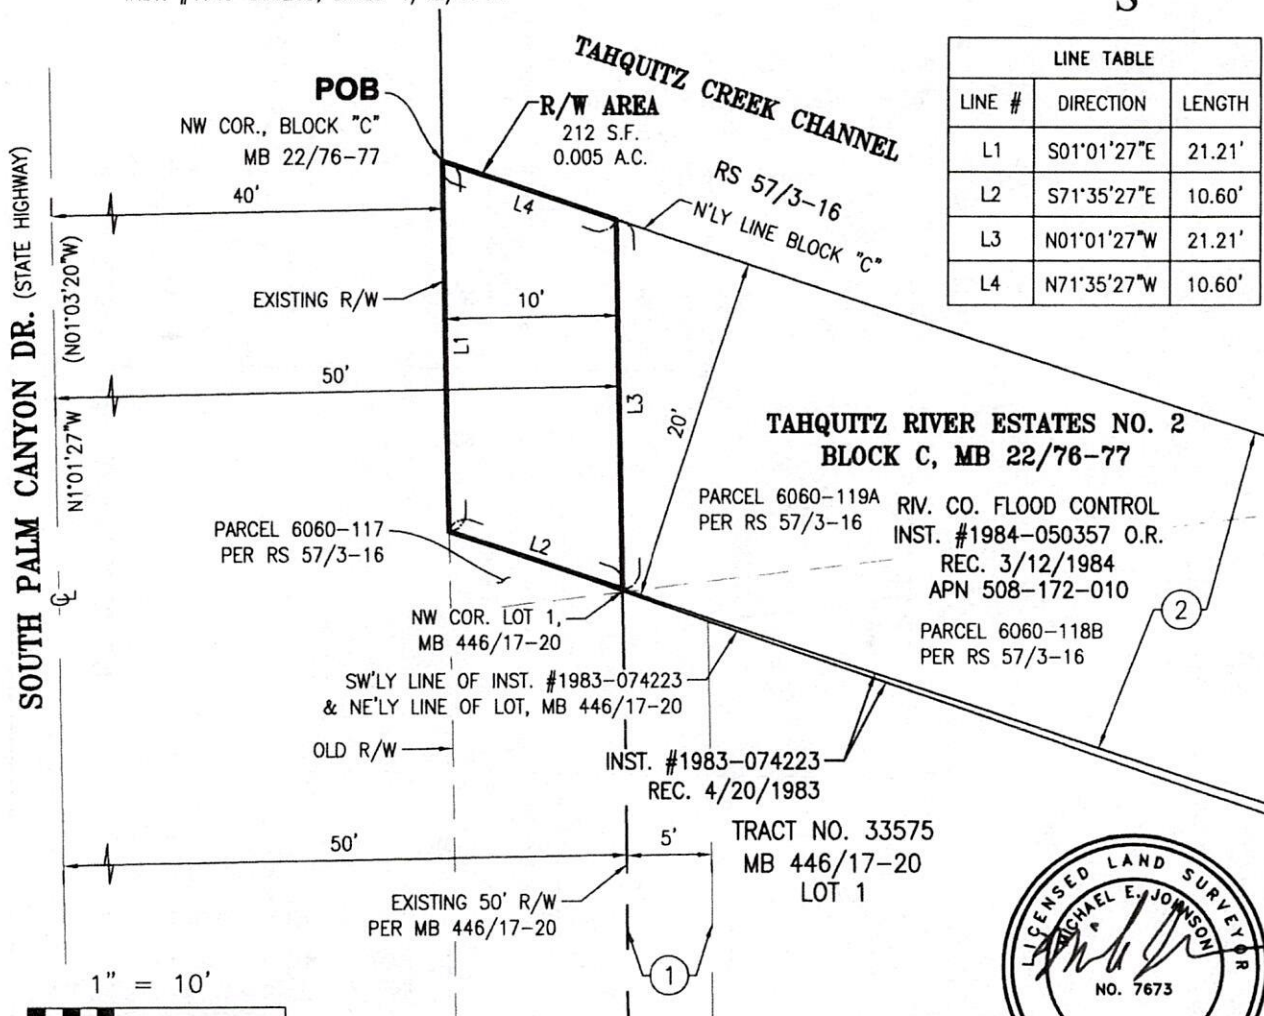 S
POB
NW COR., BLOCK "C"
MB 22/76-77
R/W AREA
212 S.F.
0.005 A.C.
TAHQUITZ CREEK CHANNEL
RS 57/3-16
N'LY LINE BLOCK "C"
LINE TABLE
LINE # DIRECTION LENGTH
L1 S01°01'27"E 21.21'
L2 S71°35'27"E 10.60'
L3 N01°01'27"W 21.21'
L4 N71°35'27"W 10.60'
40'
L4
EXISTING R/W
10'
L1
50'
L3
20'
SOUTH PALM CANYON DR. (STATE HIGHWAY)
N1°01'27"W (N01°03'20"W)
TAHQUITZ RIVER ESTATES NO. 2
BLOCK C, MB 22/76-77
PARCEL 6060-119A
PER RS 57/3-16
RIV. CO. FLOOD CONTROL
INST. #1984-050357 O.R.
REC. 3/12/1984
APN 508-172-010
PARCEL 6060-117
PER RS 57/3-16
L2
2
PARCEL 6060-118B
PER RS 57/3-16
NW COR. LOT 1,
MB 446/17-20
SW'LY LINE OF INST. #1983-074223
& NE'LY LINE OF LOT, MB 446/17-20
OLD R/W
INST. #1983-074223
REC. 4/20/1983
50'
5'
TRACT NO. 33575
MB 446/17-20
LOT 1
EXISTING 50' R/W
PER MB 446/17-20
1
1" = 10'
LICENSED LAND SURVEYOR
MICHAEL E. JOHNSON
NO. 7673